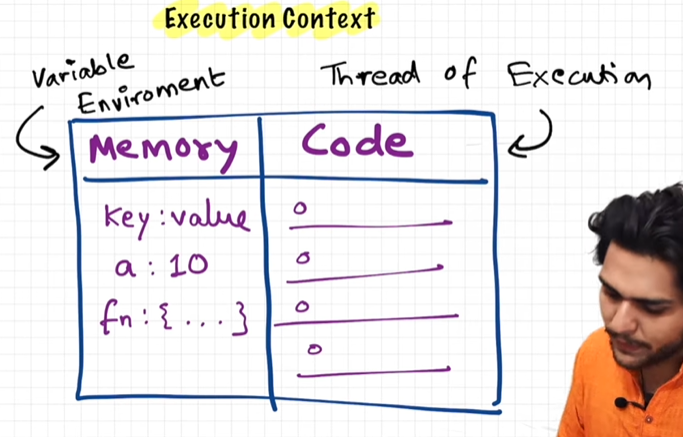 Execution Context
Variable
Enviroment
Thread of Execution
Memory
Code
key : value
a : 10
fn : { ... }